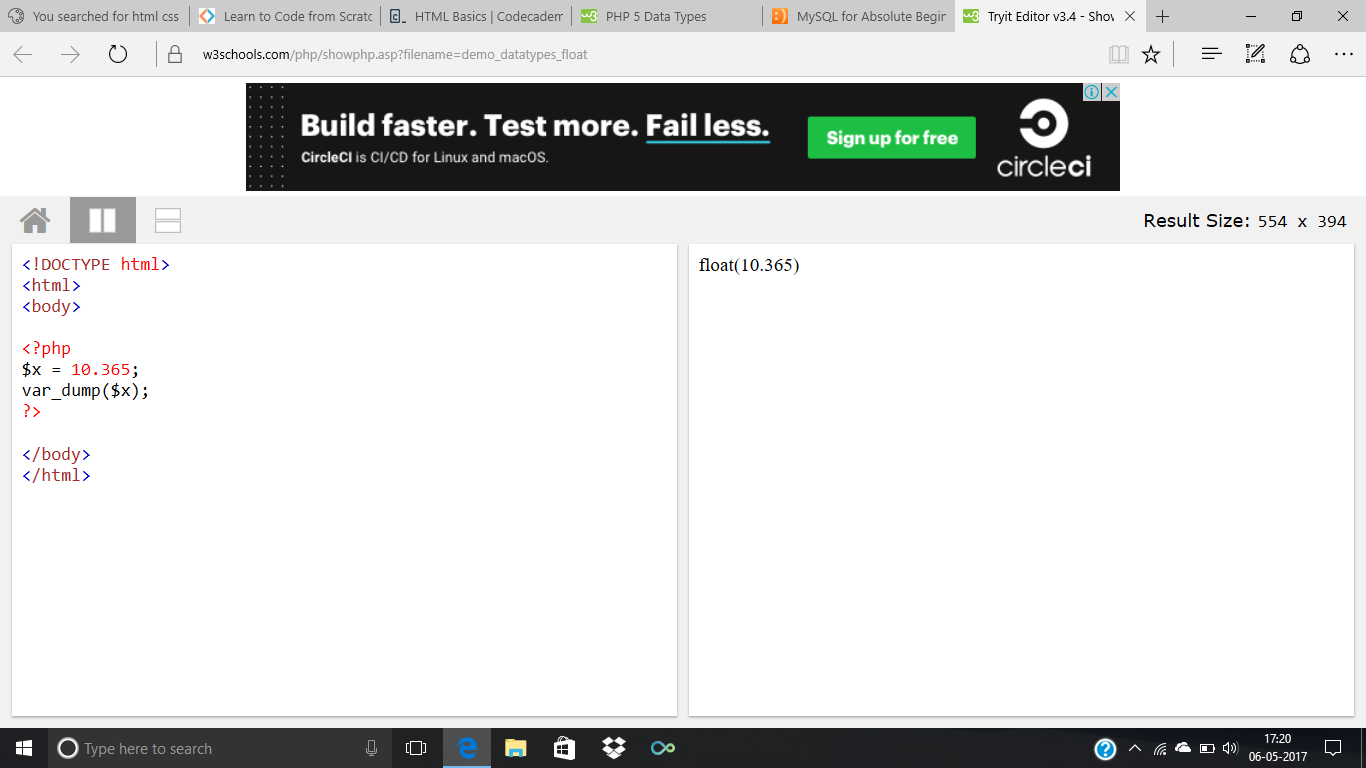 You searched for html css
Learn to Code from Scratc
HTML Basics | Codecadem
PHP 5 Data Types
MySQL for Absolute Begin
Tryit Editor v3.4 - Shov
w3schools.com/php/showphp.asp?filename=demo_datatypes_float
Build faster. Test more. Fail less.
CircleCI is CI/CD for Linux and macOS.
Sign up for free
circleci
Result Size: 554 x 394
<!DOCTYPE html>
<html>
<body>
<?php
$x = 10.365;
var_dump($x);
?>
</body>
</html>
float(10.365)
Type here to search
17:20
06-05-2017